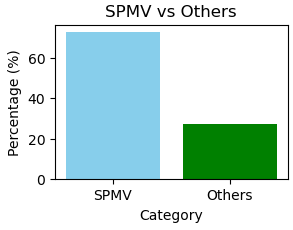 SPMV vs Others
Percentage (%)
60
40
20
0
SPMV Others
Category